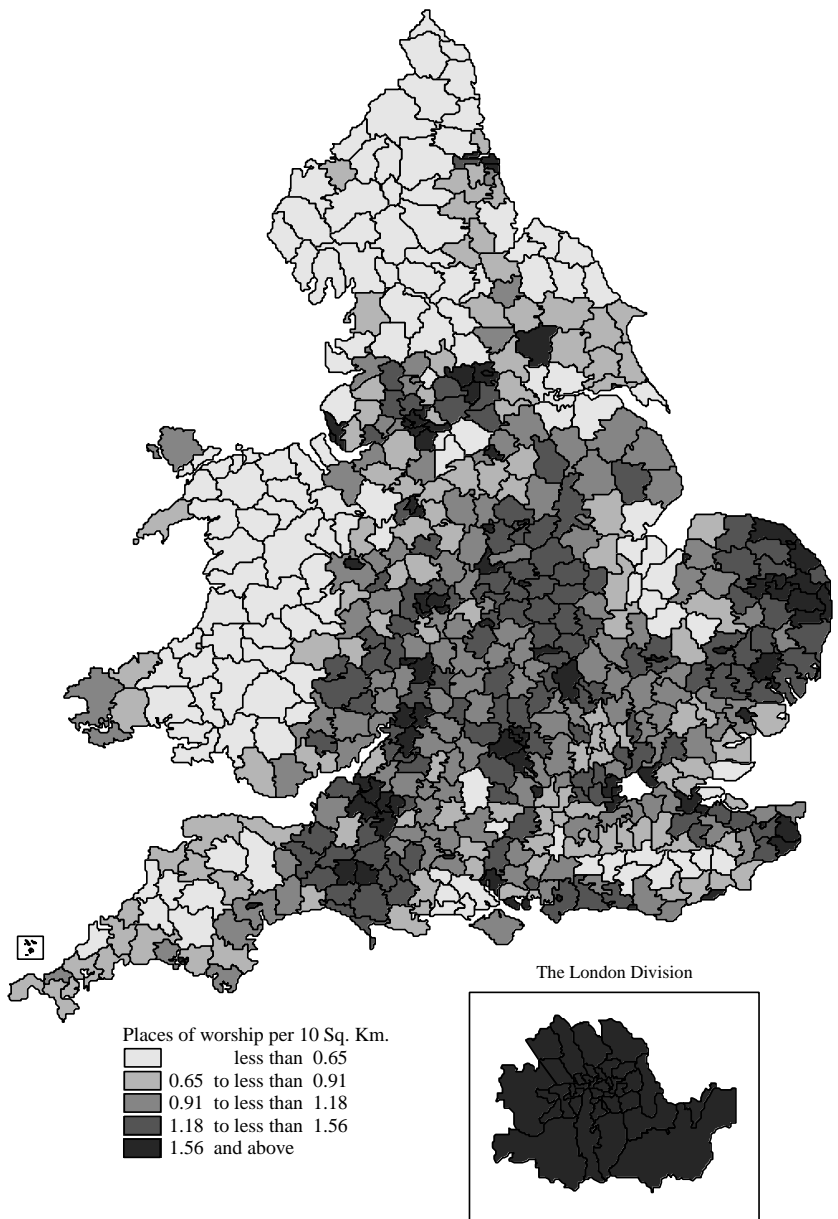 The London Division
Places of worship per 10 Sq. Km.
less than 0.65
0.65 to less than 0.91
0.91 to less than 1.18
1.18 to less than 1.56
1.56 and above